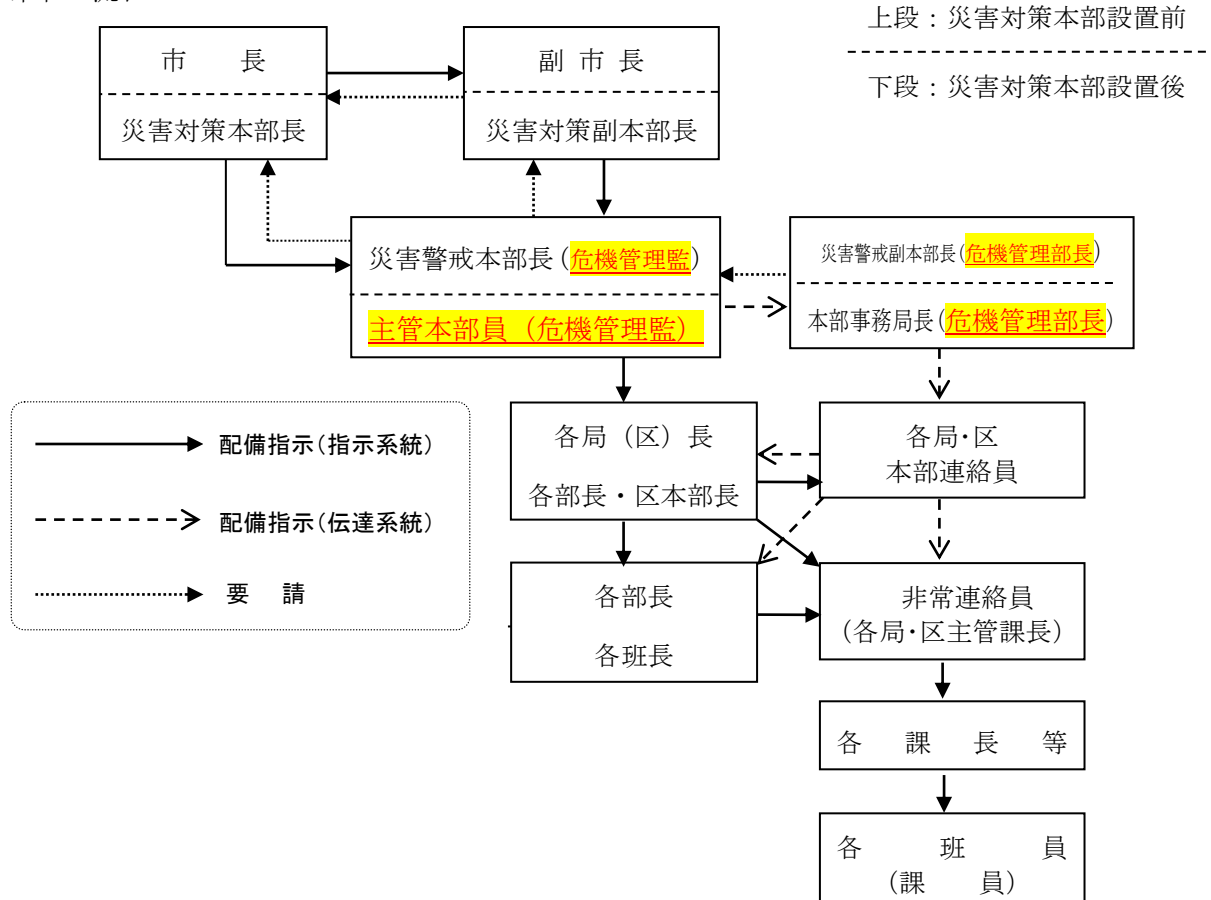 上段：災害対策本部設置前
下段：災害対策本部設置後
市　　長
災害対策本部長
副 市 長
災害対策副本部長
災害警戒本部長（危機管理監）
主管本部員（危機管理監）
災害警戒副本部長（危機管理部長）
本部事務局長（危機管理部長）
配備指示（指示系統）
配備指示（伝達系統）
要　請
各局（区）長
各部長・区本部長
各局・区
本部連絡員
各部長
各班長
非常連絡員
（各局・区主管課長）
各　課　長　等
各　班　員
（課　員）